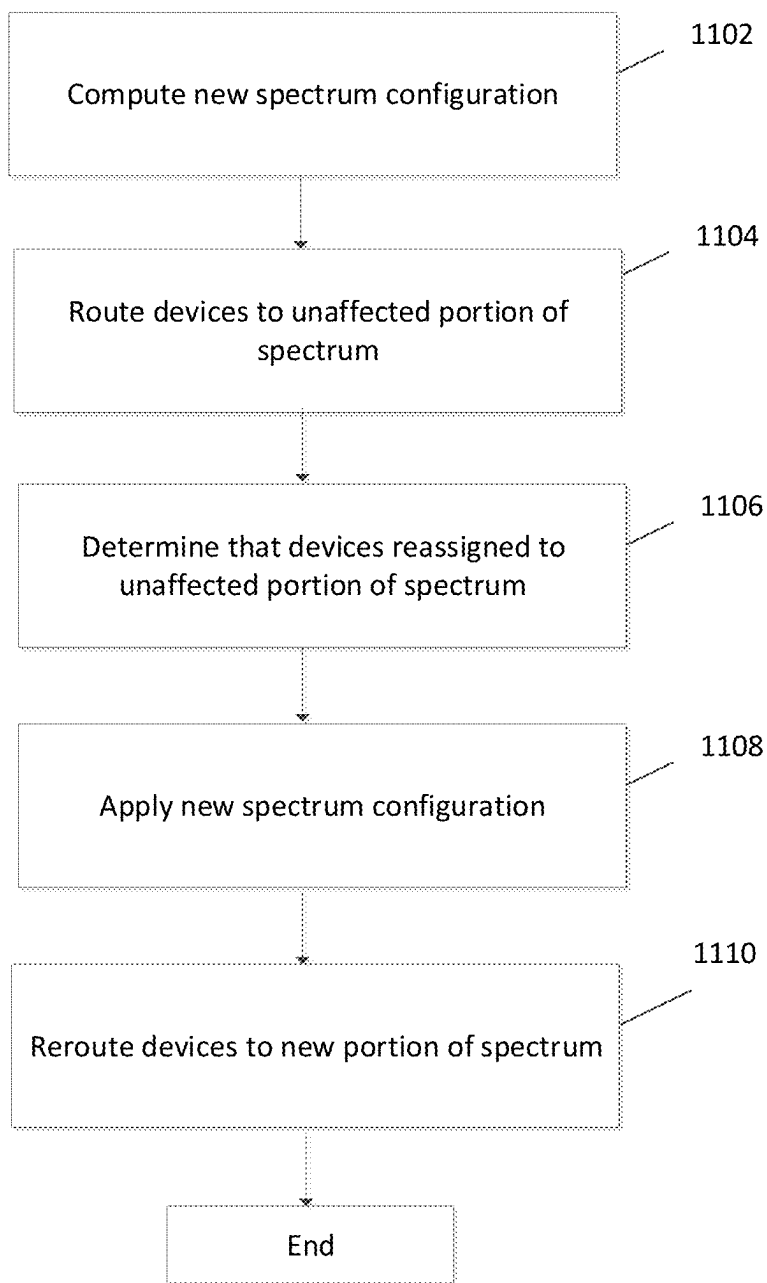 1102
Compute new spectrum configuration
1104
Route devices to unaffected portion of
spectrum
1106
Determine that devices reassigned to
unaffected portion of spectrum
1108
Apply new spectrum configuration
1110
Reroute devices to new portion of spectrum
End